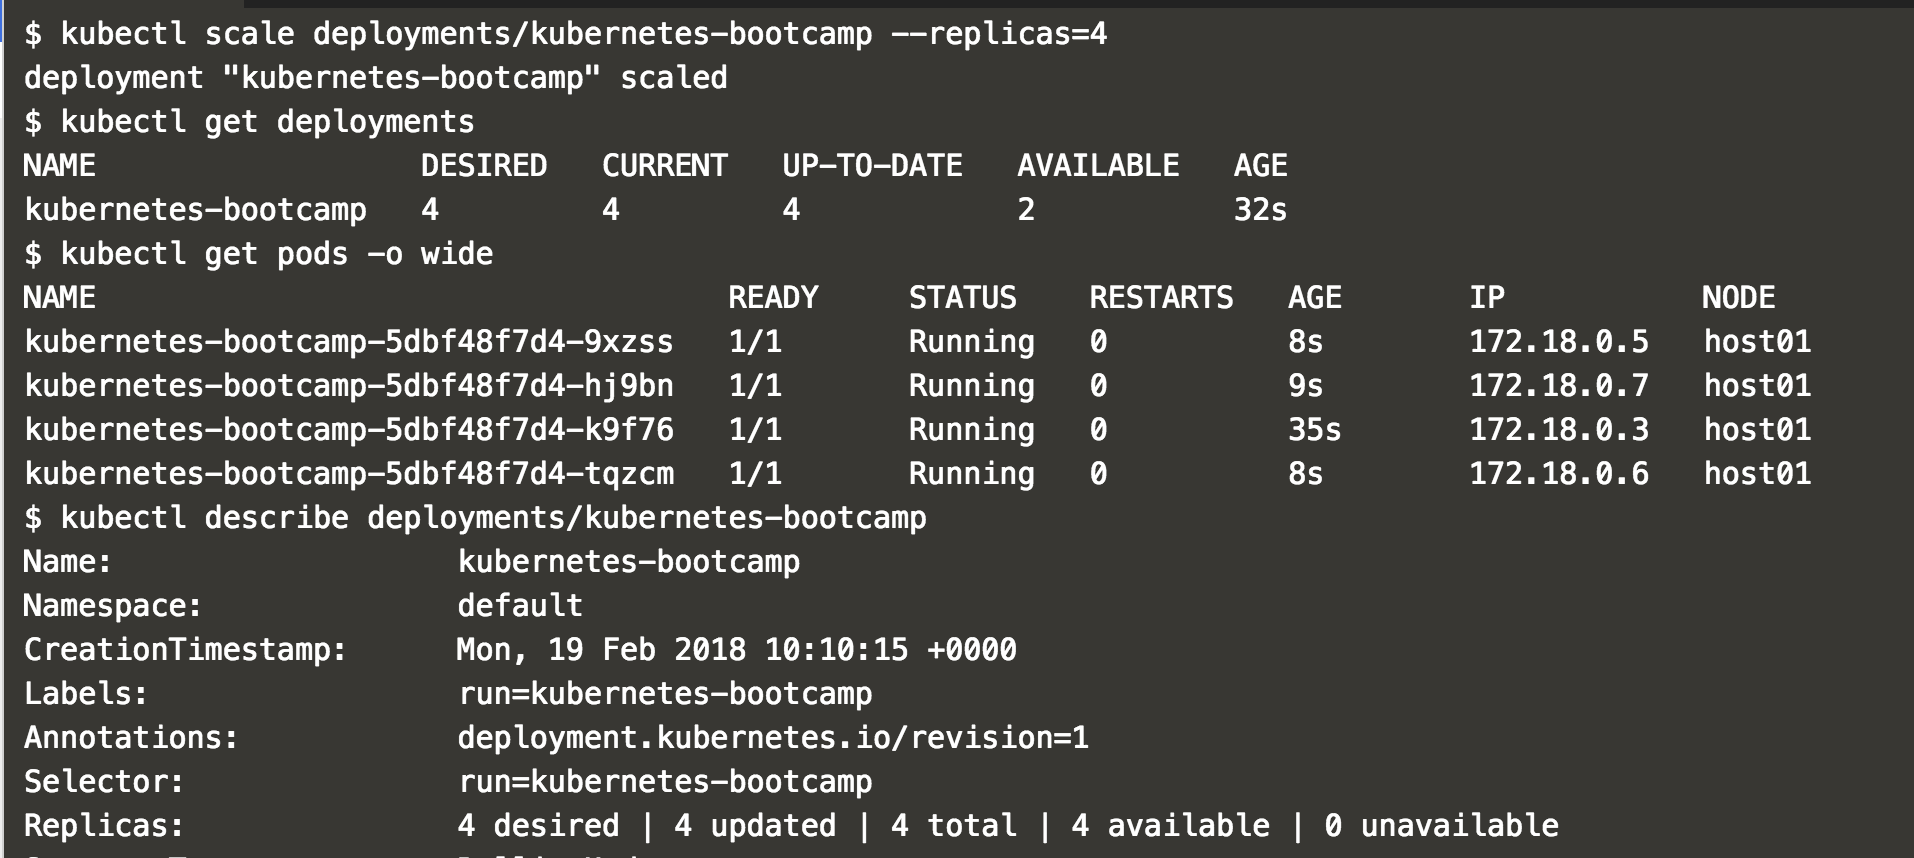 $ kubectl scale deployments/kubernetes-bootcamp --replicas=4
deployment "kubernetes-bootcamp" scaled
$ kubectl get deployments
NAME                  DESIRED   CURRENT   UP-TO-DATE   AVAILABLE   AGE
kubernetes-bootcamp   4         4         4            2           32s
$ kubectl get pods -o wide
NAME                                   READY     STATUS    RESTARTS   AGE       IP           NODE
kubernetes-bootcamp-5dbf48f7d4-9xzss   1/1       Running   0          8s        172.18.0.5   host01
kubernetes-bootcamp-5dbf48f7d4-hj9bn   1/1       Running   0          9s        172.18.0.7   host01
kubernetes-bootcamp-5dbf48f7d4-k9f76   1/1       Running   0          35s       172.18.0.3   host01
kubernetes-bootcamp-5dbf48f7d4-tqzcm   1/1       Running   0          8s        172.18.0.6   host01
$ kubectl describe deployments/kubernetes-bootcamp
Name:                   kubernetes-bootcamp
Namespace:              default
CreationTimestamp:      Mon, 19 Feb 2018 10:10:15 +0000
Labels:                 run=kubernetes-bootcamp
Annotations:            deployment.kubernetes.io/revision=1
Selector:               run=kubernetes-bootcamp
Replicas:               4 desired | 4 updated | 4 total | 4 available | 0 unavailable